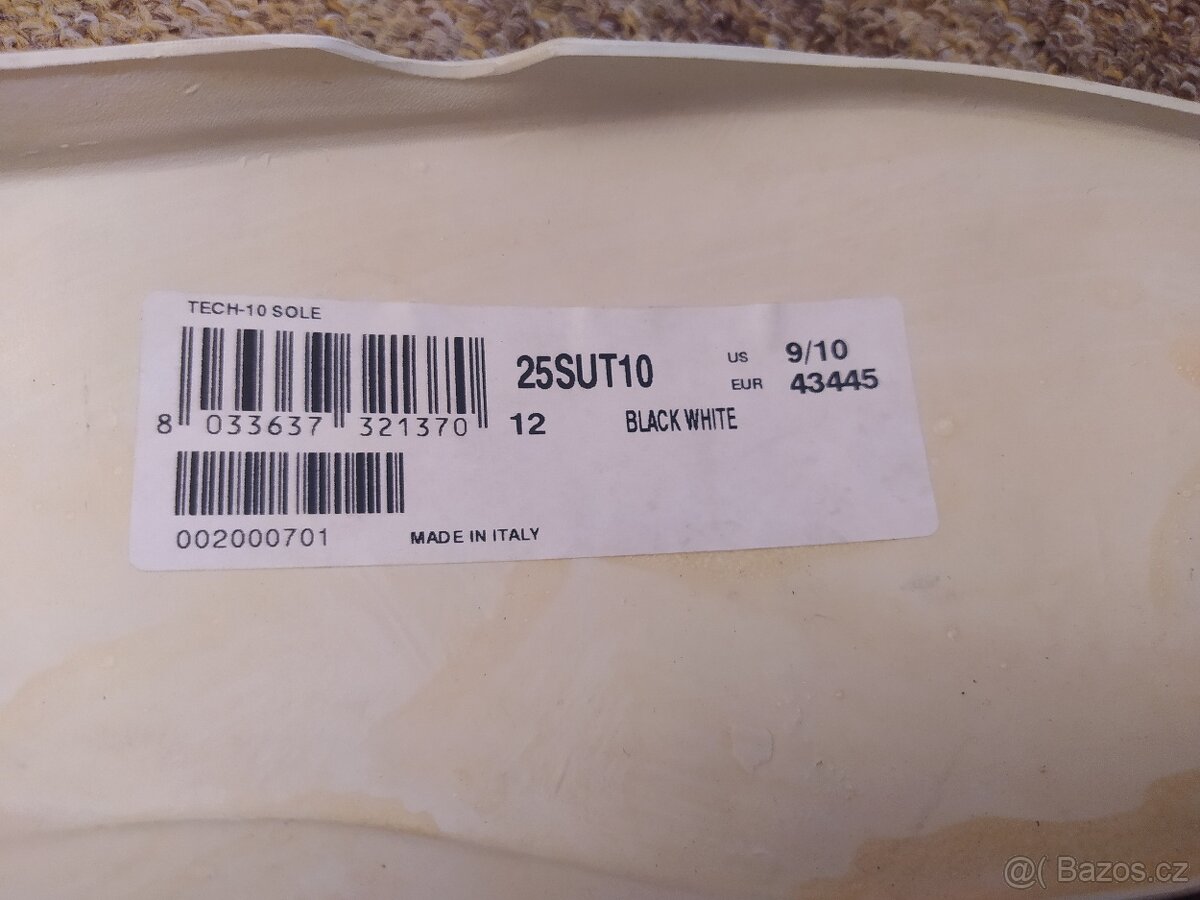 TECH-10 SOLE
25SUT10 US 9/10
EUR 43445
8 033637 321370 12 BLACK WHITE
002000701 MADE IN ITALY
@( Bazos.cz